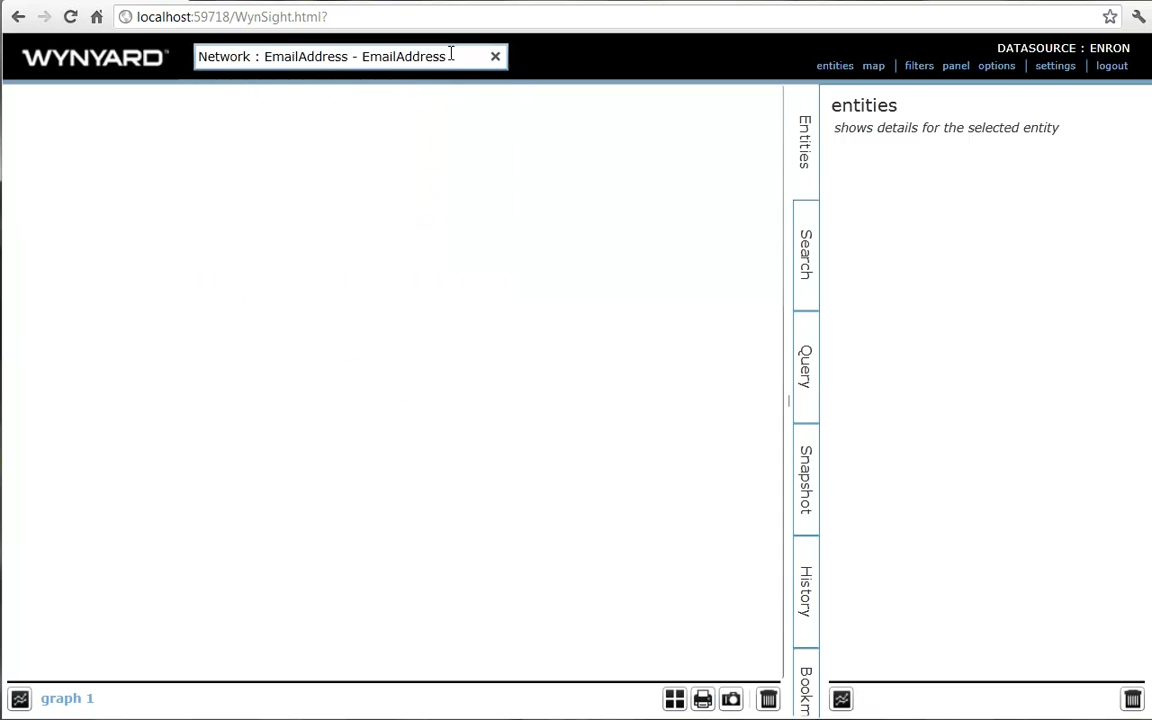 localhost:59718/WynSight.html?
WYNYARD™
Network : EmailAddress - EmailAddress
DATASOURCE : ENRON
entities map | filters panel options | settings | logout
entities
shows details for the selected entity
Entities
Search
Query
Snapshot
History
Bookm
graph 1